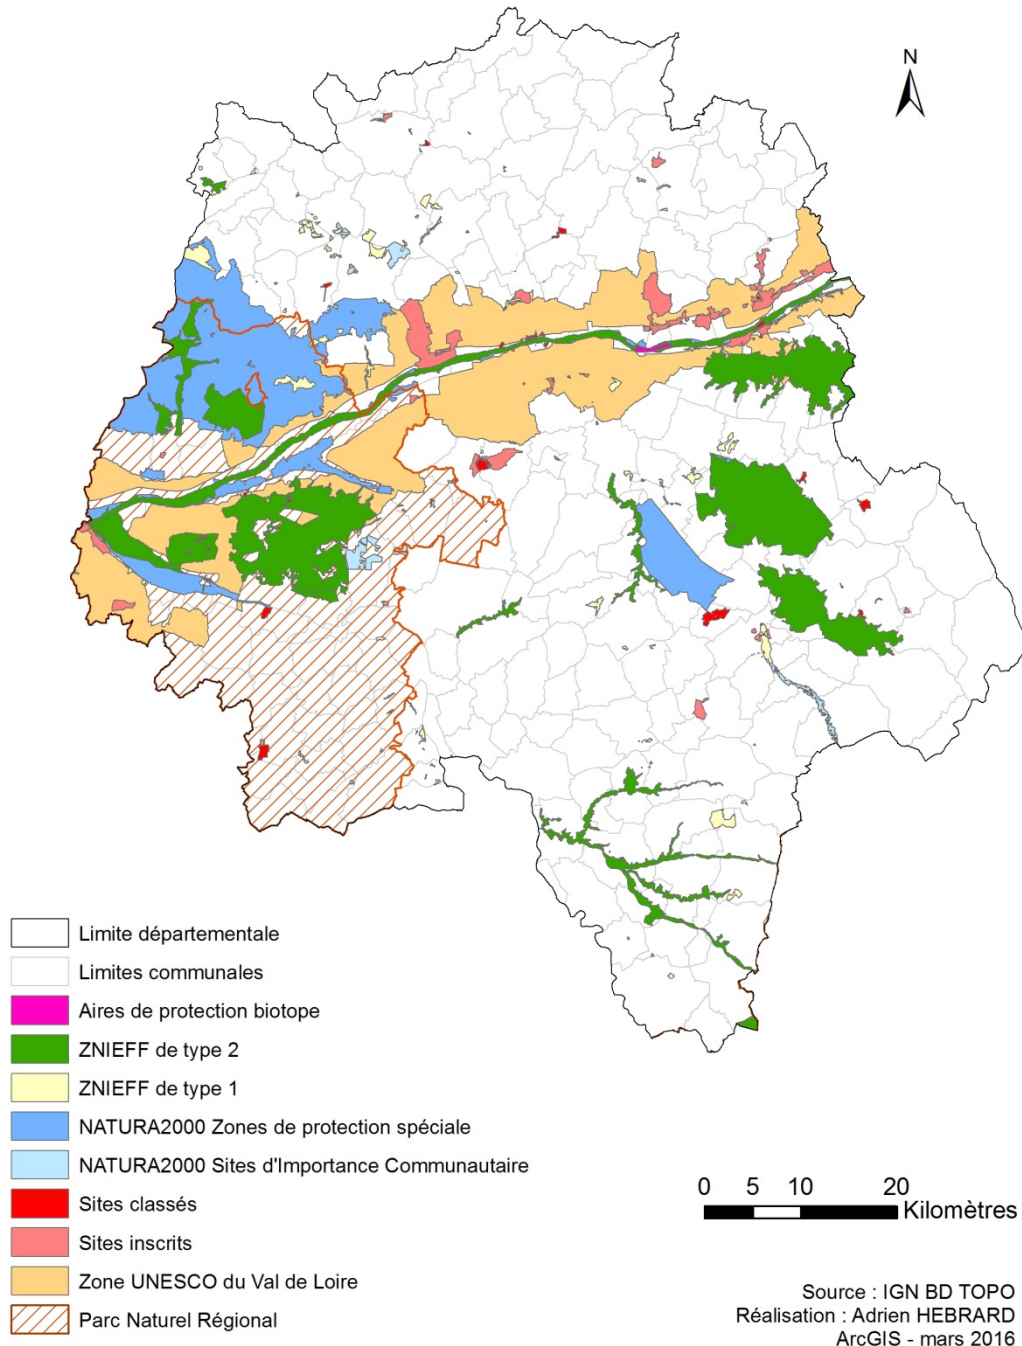 N
Limite départementale
Limites communales
Aires de protection biotope
ZNIEFF de type 2
ZNIEFF de type 1
NATURA2000 Zones de protection spéciale
NATURA2000 Sites d'Importance Communautaire
Sites classés
Sites inscrits
Zone UNESCO du Val de Loire
Parc Naturel Régional
0 5 10 20
Kilomètres
Source : IGN BD TOPO
Réalisation : Adrien HEBRARD
ArcGIS - mars 2016